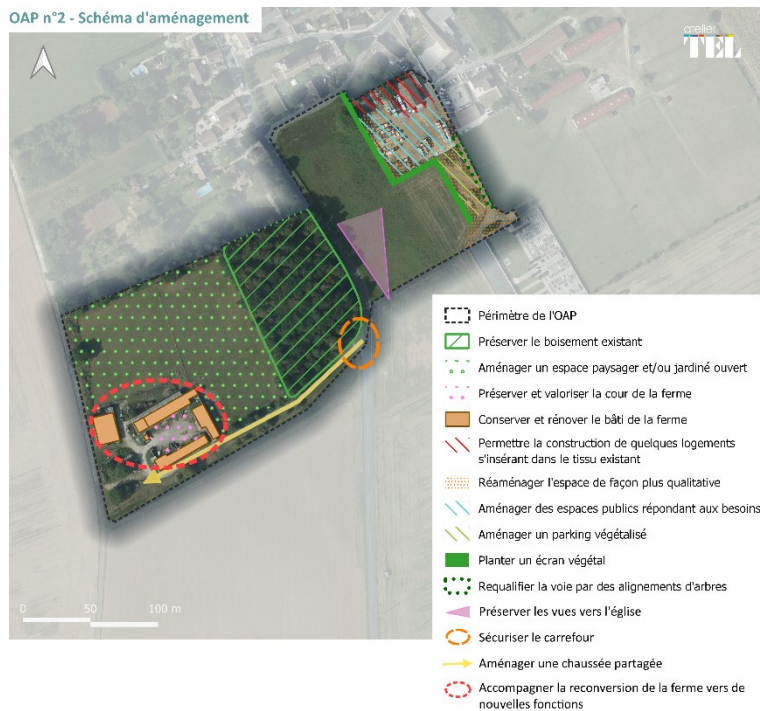 OAP n°2 - Schéma d'aménagement
atelier
TEL
Périmètre de l'OAP
Préserver le boisement existant
Aménager un espace paysager et/ou jardiné ouvert
Préserver et valoriser la cour de la ferme
Conserver et rénover le bâti de la ferme
Permettre la construction de quelques logements
s'insérant dans le tissu existant
Réaménager l'espace de façon plus qualitative
Aménager des espaces publics répondant aux besoins
Aménager un parking végétalisé
Planter un écran végétal
Requalifier la voie par des alignements d'arbres
Préserver les vues vers l'église
Sécuriser le carrefour
Aménager une chaussée partagée
Accompagner la reconversion de la ferme vers de
nouvelles fonctions
0 50 100 m